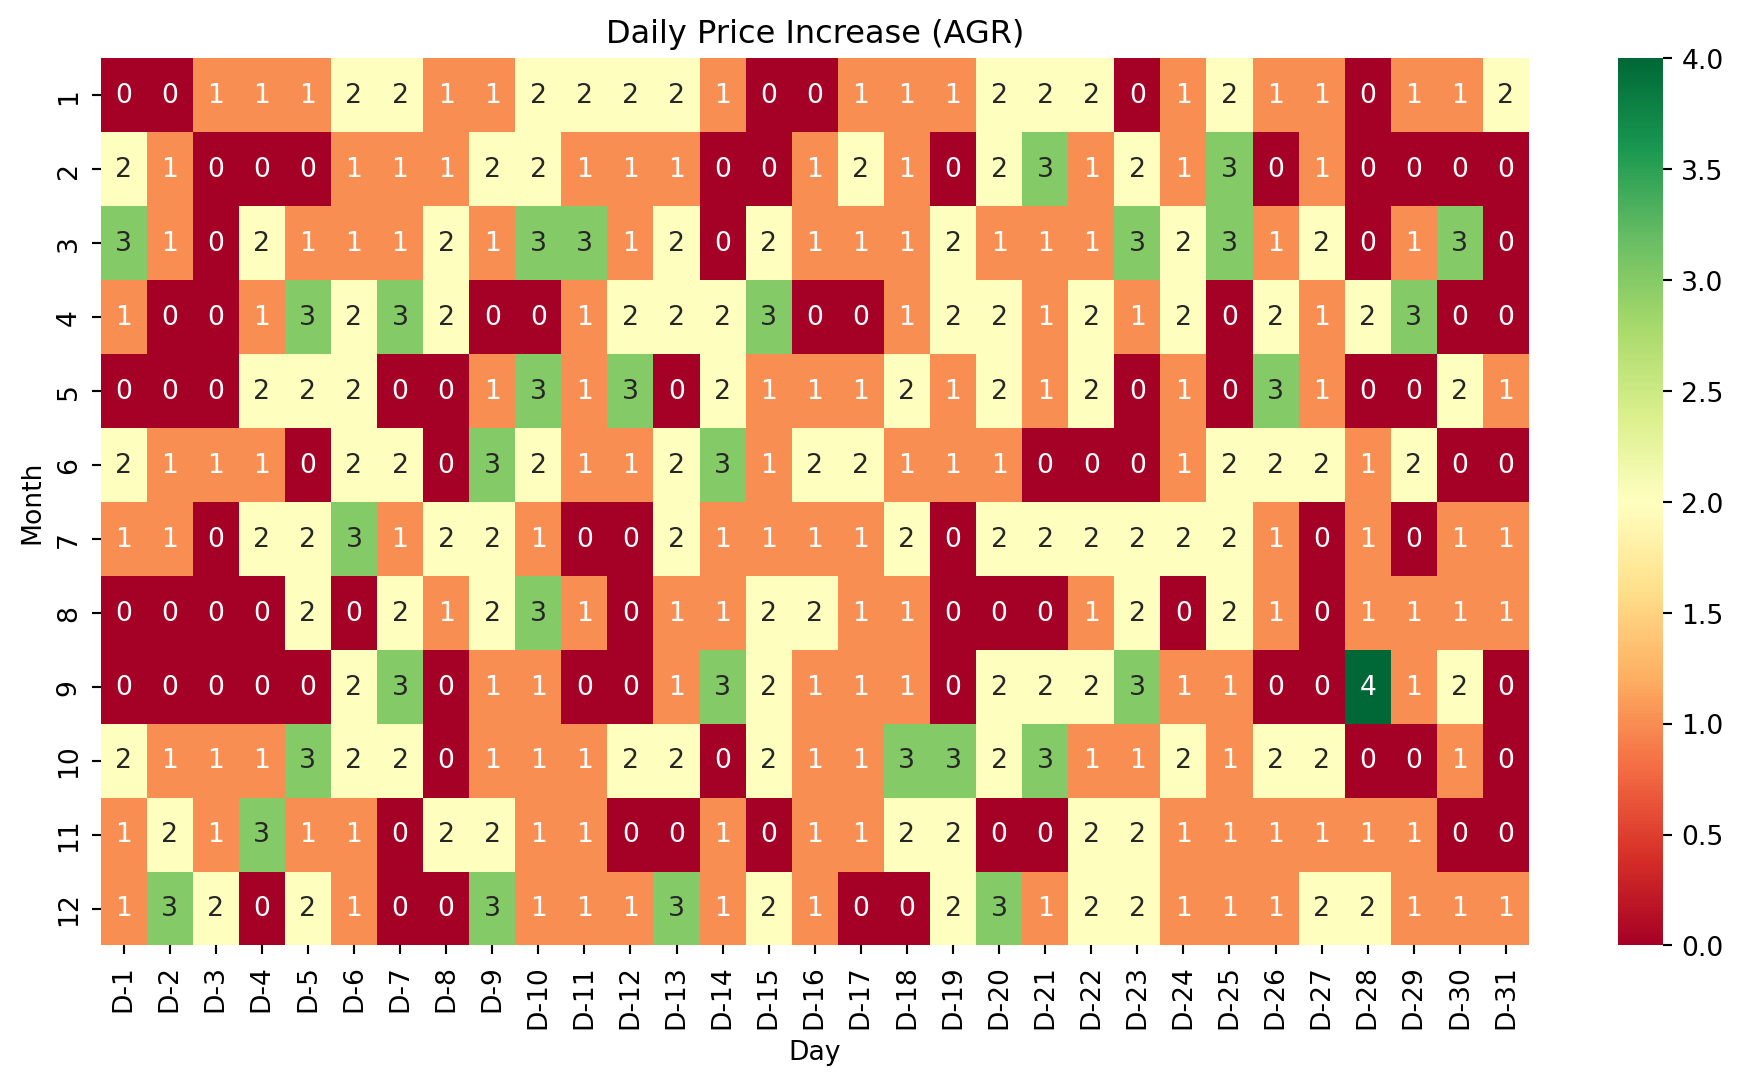 Daily Price Increase (AGR)
1 0 0 1 1 1 2 2 1 1 2 2 2 2 1 0 0 1 1 1 2 2 2 0 1 2 1 1 0 1 1 2
2 2 1 0 0 0 1 1 1 2 2 1 1 1 0 0 1 2 1 0 2 3 1 2 1 3 0 1 0 0 0 0
3 3 1 0 2 1 1 1 2 1 3 3 1 2 0 2 1 1 1 2 1 1 1 3 2 3 1 2 0 1 3 0
4 1 0 0 1 3 2 3 2 0 0 1 2 2 2 3 0 0 1 2 2 1 2 1 2 0 2 1 2 3 0 0
5 0 0 0 2 2 2 0 0 1 3 1 3 0 2 1 1 1 2 1 2 1 2 0 1 0 3 1 0 0 2 1
6 2 1 1 1 0 2 2 0 3 2 1 1 2 3 1 2 2 1 1 1 0 0 0 1 2 2 2 1 2 0 0
7 1 1 0 2 2 3 1 2 2 1 0 0 2 1 1 1 1 2 0 2 2 2 2 2 2 1 0 1 0 1 1
8 0 0 0 0 2 0 2 1 2 3 1 0 1 1 2 2 1 1 0 0 0 1 2 0 2 1 0 1 1 1 1
9 0 0 0 0 0 2 3 0 1 1 0 0 1 3 2 1 1 1 0 2 2 2 3 1 1 0 0 4 1 2 0
10 2 1 1 1 3 2 2 0 1 1 1 2 2 0 2 1 1 3 3 2 3 1 1 2 1 2 2 0 0 1 0
11 1 2 1 3 1 1 0 2 2 1 1 0 0 1 0 1 1 2 2 0 0 2 2 1 1 1 1 1 1 0 0
12 1 3 2 0 2 1 0 0 3 1 1 1 3 1 2 1 0 0 2 3 1 2 2 1 1 1 2 2 1 1 1
D-1 D-2 D-3 D-4 D-5 D-6 D-7 D-8 D-9 D-10 D-11 D-12 D-13 D-14 D-15 D-16 D-17 D-18 D-19 D-20 D-21 D-22 D-23 D-24 D-25 D-26 D-27 D-28 D-29 D-30 D-31
Day
Month
4.0
3.5
3.0
2.5
2.0
1.5
1.0
0.5
0.0